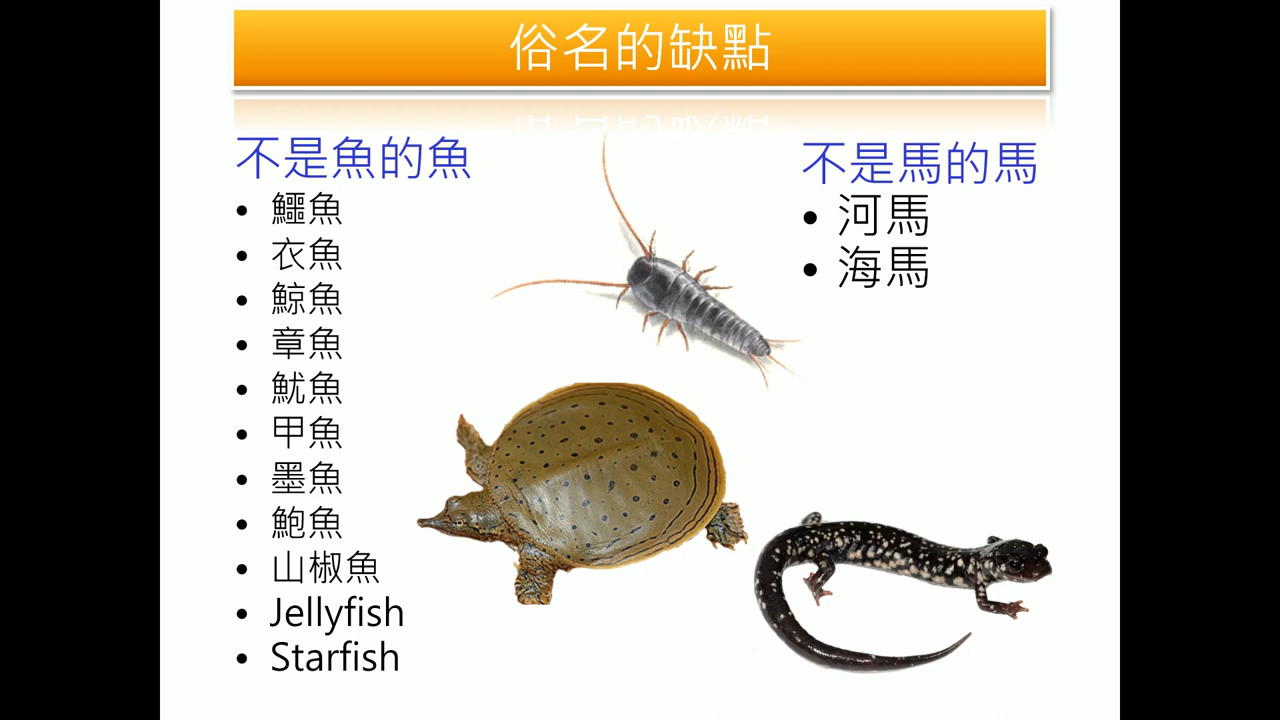 俗名的缺點
不是魚的魚
• 鱷魚
• 衣魚
• 鯨魚
• 章魚
• 魷魚
• 甲魚
• 墨魚
• 鮑魚
• 山椒魚
• Jellyfish
• Starfish
不是馬的馬
• 河馬
• 海馬